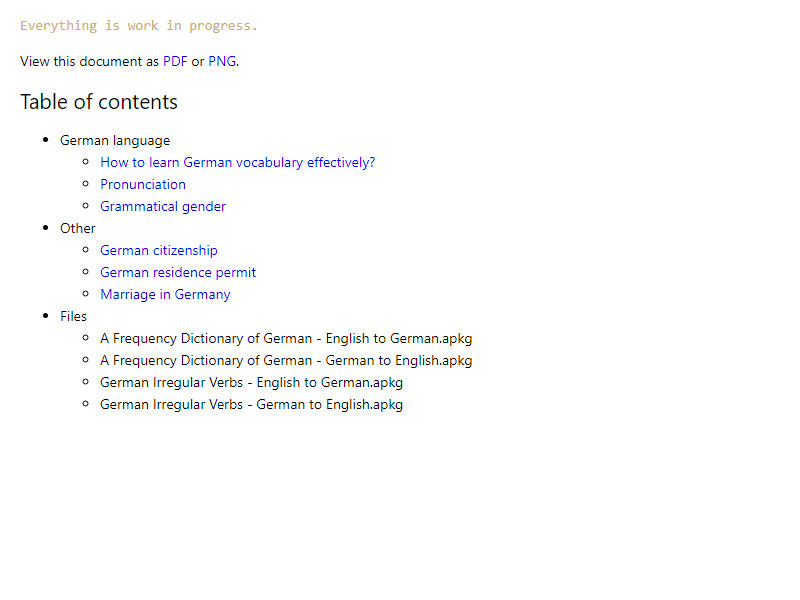 Everything is work in progress.
View this document as PDF or PNG.
Table of contents
German language
How to learn German vocabulary effectively?
Pronunciation
Grammatical gender
Other
German citizenship
German residence permit
Marriage in Germany
Files
A Frequency Dictionary of German - English to German.apkg
A Frequency Dictionary of German - German to English.apkg
German Irregular Verbs - English to German.apkg
German Irregular Verbs - German to English.apkg